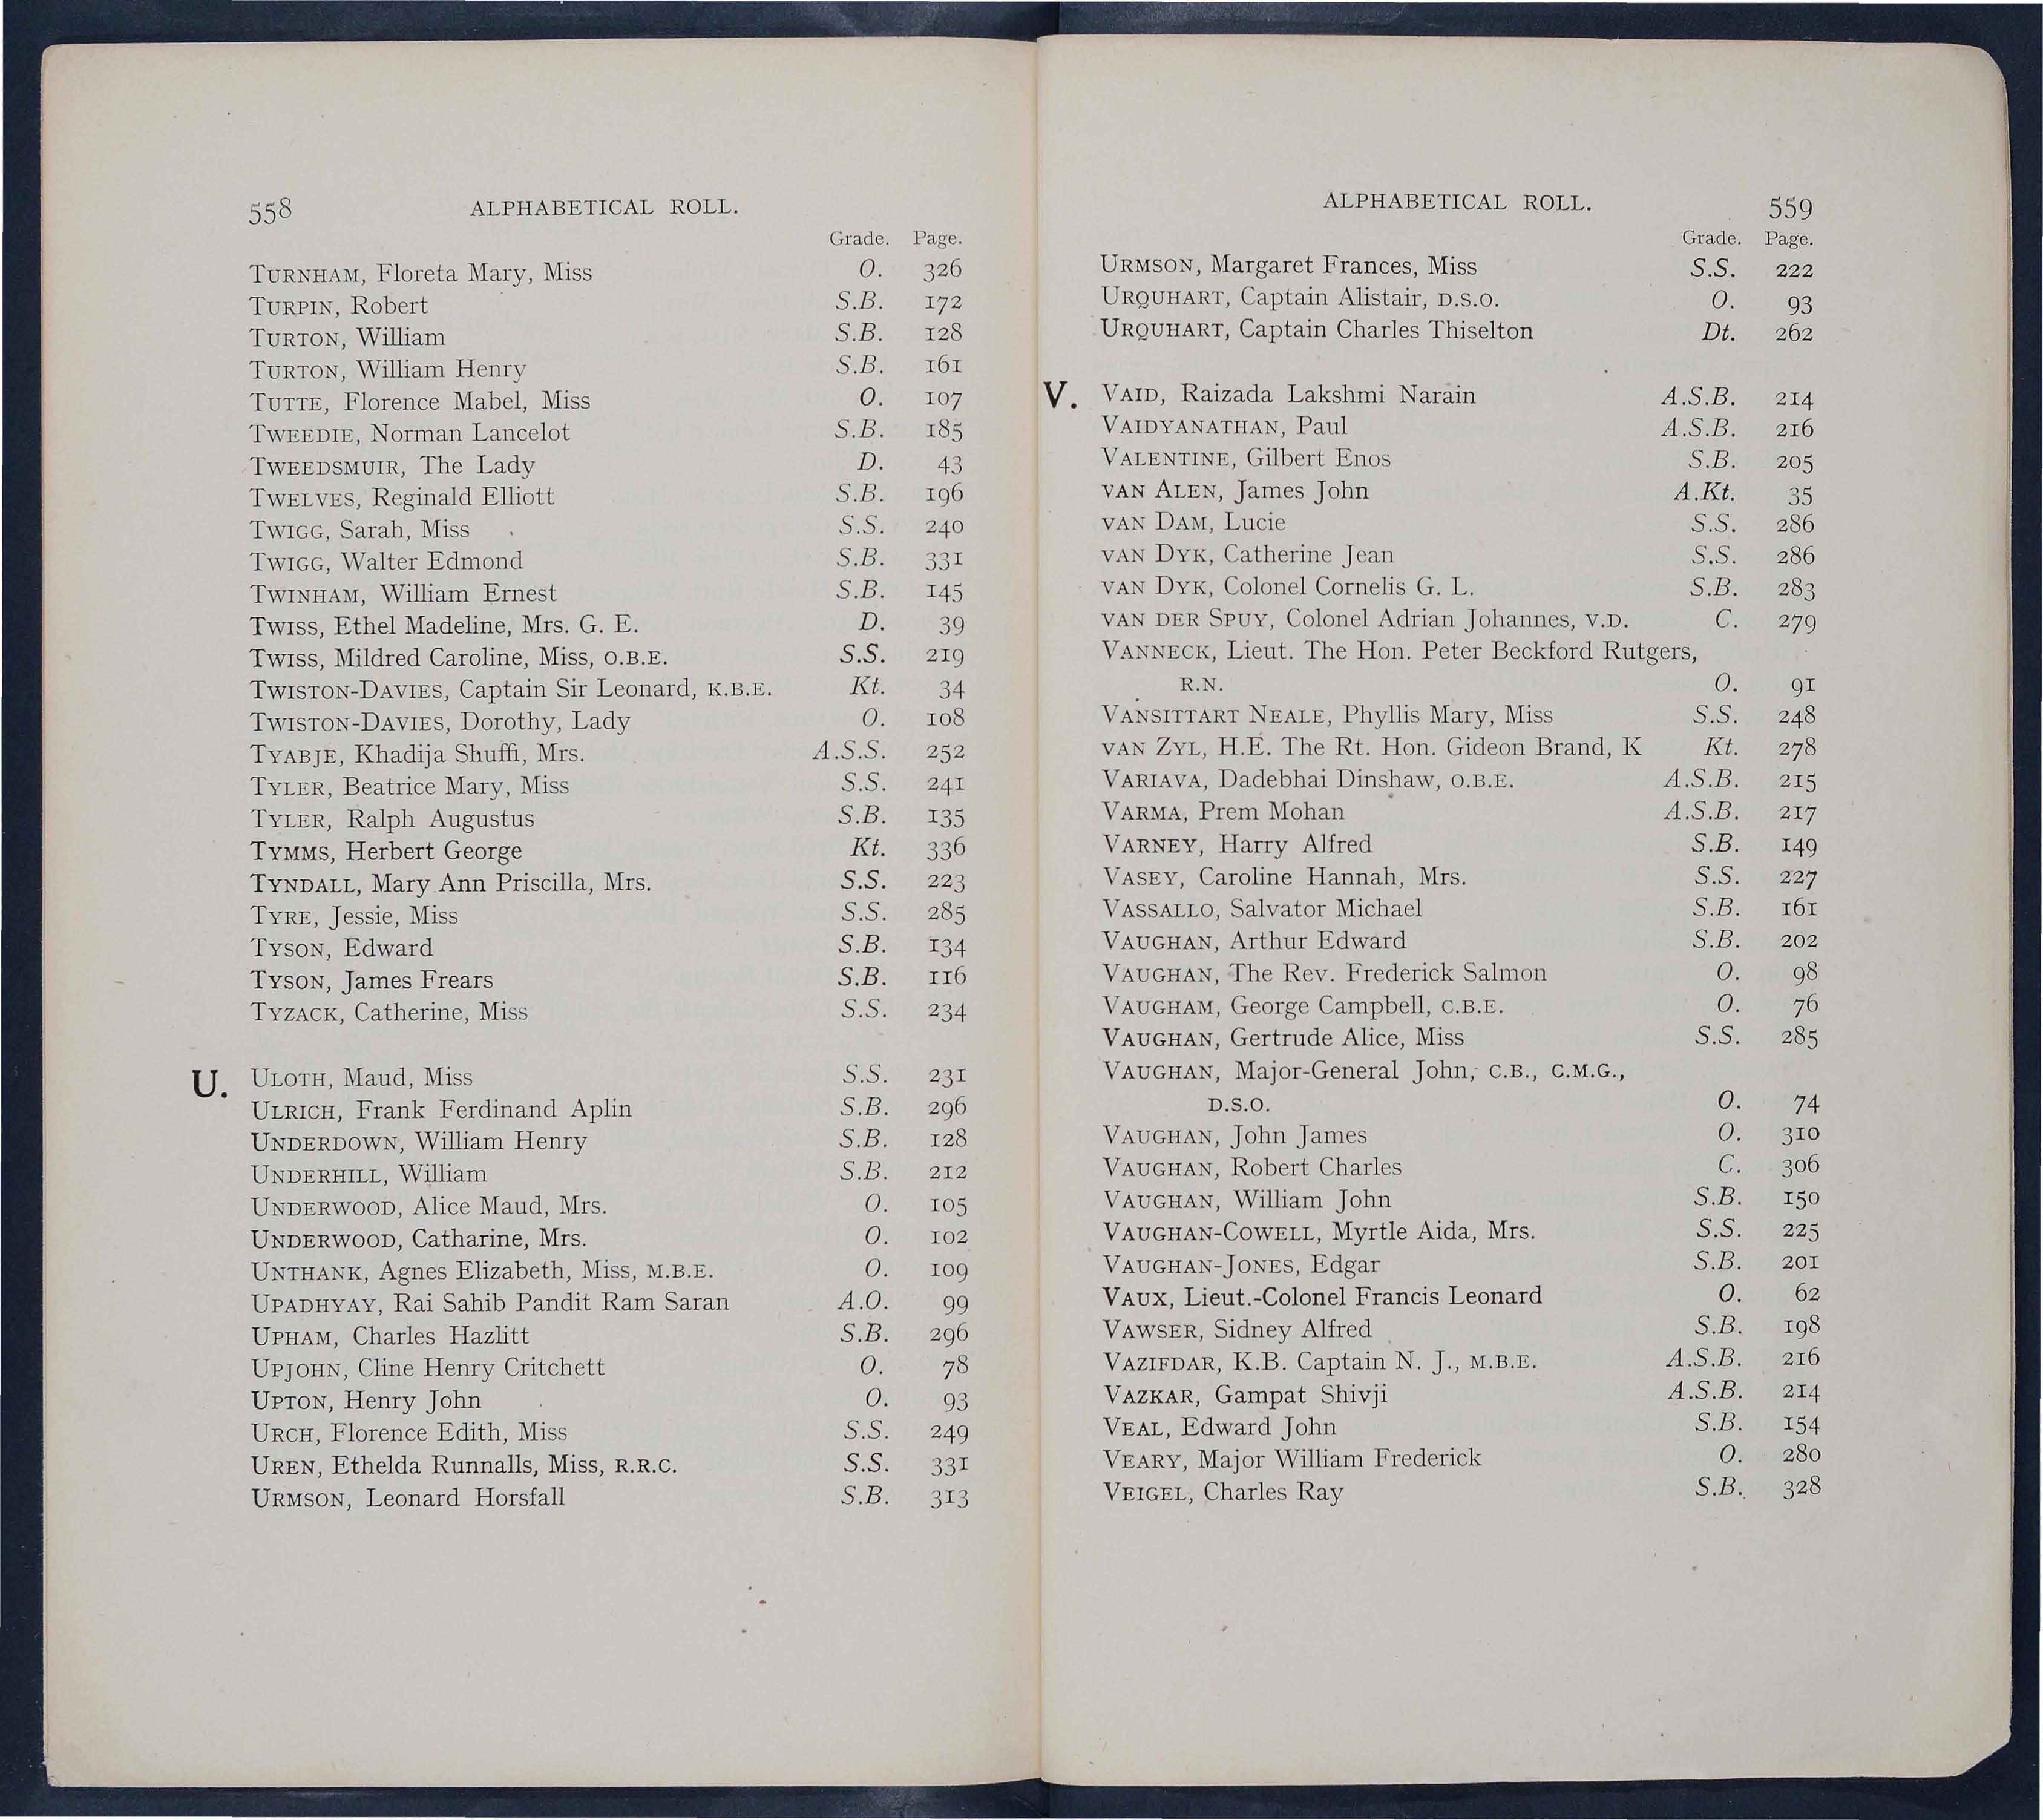 558 ALPHABETICAL ROLL.
Grade. Page.
TURNHAM, Floreta Mary, Miss O. 326
TURPIN, Robert S.B. 172
TURTON, William S.B. 128
TURTON, William Henry S.B. 161
TUTTE, Florence Mabel, Miss O. 107
TWEEDIE, Norman Lancelot S.B. 185
TWEEDSMUIR, The Lady D. 43
TWELVES, Reginald Elliott S.B. 196
TWIGG, Sarah, Miss S.S. 240
TWIGG, Walter Edmond S.B. 331
TWINHAM, William Ernest S.B. 145
TWISS, Ethel Madeline, Mrs. G. E. D. 39
TWISS, Mildred Caroline, Miss, O.B.E. S.S. 219
TWISTON-DAVIES, Captain Sir Leonard, K.B.E. Kt. 34
TWISTON-DAVIES, Dorothy, Lady O. 108
TYABJE, Khadija Shuffi, Mrs. A.S.S. 252
TYLER, Beatrice Mary, Miss S.S. 241
TYLER, Ralph Augustus S.B. 135
TYMMS, Herbert George Kt. 336
TYNDALL, Mary Ann Priscilla, Mrs. S.S. 223
TYRE, Jessie, Miss S.S. 285
TYSON, Edward S.B. 134
TYSON, James Frears S.B. 116
TYZACK, Catherine, Miss S.S. 234
U. ULOTH, Maud, Miss S.S. 231
ULRICH, Frank Ferdinand Aplin S.B. 296
UNDERDOWN, William Henry S.B. 128
UNDERHILL, William S.B. 212
UNDERWOOD, Alice Maud, Mrs. O. 105
UNDERWOOD, Catharine, Mrs. O. 102
UNTHANK, Agnes Elizabeth, Miss, M.B.E. O. 109
UPADHYAY, Rai Sahib Pandit Ram Saran A.O. 99
UPHAM, Charles Hazlitt S.B. 296
UPJOHN, Cline Henry Critchett O. 78
UPTON, Henry John O. 93
URCH, Florence Edith, Miss S.S. 249
UREN, Ethelda Runnalls, Miss, R.R.C. S.S. 331
URMSON, Leonard Horsfall S.B. 313
ALPHABETICAL ROLL. 559
Grade. Page.
URMSON, Margaret Frances, Miss S.S. 222
URQUHART, Captain Alistair, D.S.O. O. 93
URQUHART, Captain Charles Thiselton Dt. 262
V. VAID, Raizada Lakshmi Narain A.S.B. 214
VAIDYANATHAN, Paul A.S.B. 216
VALENTINE, Gilbert Enos S.B. 205
VAN ALEN, James John A.Kt. 35
VAN DAM, Lucie S.S. 286
VAN DYK, Catherine Jean S.S. 286
VAN DYK, Colonel Cornelis G. L. S.B. 283
VAN DER SPUY, Colonel Adrian Johannes, V.D. C. 279
VANNECK, Lieut. The Hon. Peter Beckford Rutgers,
R.N. O. 91
VANSITTART NEALE, Phyllis Mary, Miss S.S. 248
VAN ZYL, H.E. The Rt. Hon. Gideon Brand, K Kt. 278
VARIAVA, Dadebhai Dinshaw, O.B.E. A.S.B. 215
VARMA, Prem Mohan A.S.B. 217
VARNEY, Harry Alfred S.B. 149
VASEY, Caroline Hannah, Mrs. S.S. 227
VASSALLO, Salvator Michael S.B. 161
VAUGHAN, Arthur Edward S.B. 202
VAUGHAN, The Rev. Frederick Salmon O. 98
VAUGHAM, George Campbell, C.B.E. O. 76
VAUGHAN, Gertrude Alice, Miss S.S. 285
VAUGHAN, Major-General John, C.B., C.M.G.,
D.S.O. O. 74
VAUGHAN, John James O. 310
VAUGHAN, Robert Charles C. 306
VAUGHAN, William John S.B. 150
VAUGHAN-COWELL, Myrtle Aida, Mrs. S.S. 225
VAUGHAN-JONES, Edgar S.B. 201
VAUX, Lieut.-Colonel Francis Leonard O. 62
VAWSER, Sidney Alfred S.B. 198
VAZIFDAR, K.B. Captain N. J., M.B.E. A.S.B. 216
VAZKAR, Gampat Shivji A.S.B. 214
VEAL, Edward John S.B. 154
VEARY, Major William Frederick O. 280
VEIGEL, Charles Ray S.B. 328